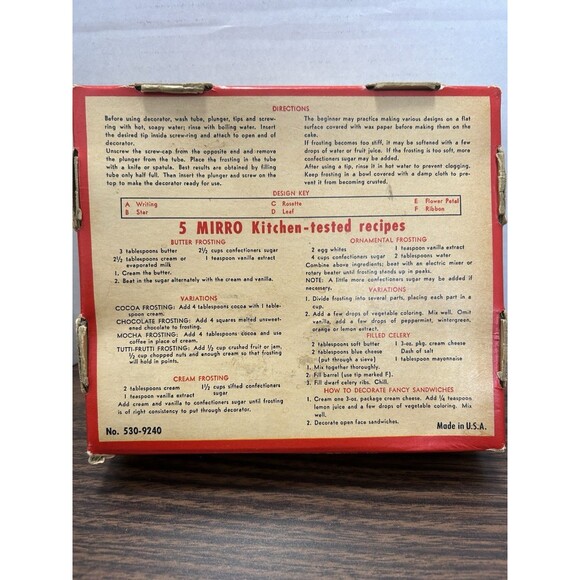 DIRECTIONS
Before using decorator, wash tube, plunger, tips and screw-
ring with hot, soapy water; rinse with boiling water. Insert
the desired tip inside screw-ring and attach to open end of
decorator.
Unscrew the screw-cap from the opposite end and remove
the plunger from the tube. Place the frosting in the tube
with a knife or spatula. Best results are obtained by filling
tube only half full. Then insert the plunger and screw on the
top to make the decorator ready for use.
The beginner may practice making various designs on a flat
surface covered with wax paper before making them on the
cake.
If frosting becomes too stiff, it may be softened with a few
drops of water or fruit juice. If the frosting is too soft, more
confectioners sugar may be added.
After using a tip, rinse it in hot water to prevent clogging.
Keep frosting in a bowl covered with a damp cloth to pre-
vent it from becoming crusted.
DESIGN KEY
A Writing
B Star
C Rosette
D Leaf
E Flower Petal
F Ribbon
5 MIRRO Kitchen-tested recipes
BUTTER FROSTING
3 tablespoons butter
2½ tablespoons cream or
evaporated milk
2½ cups confectioners sugar
1 teaspoon vanilla
1. Cream the butter.
2. Beat in the sugar alternately with the cream and vanilla.
VARIATIONS
COCOA FROSTING: Add 4 tablespoons cocoa with 1 table-
spoon cream.
CHOCOLATE FROSTING: Add 4 squares melted unsweet-
ened chocolate to frosting.
MOCHA FROSTING: Add 4 tablespoons cocoa and use
coffee in place of cream.
TUTTI-FRUTTI FROSTING: Add ½ cup crushed fruit or jam,
½ cup chopped nuts and enough cream so that frosting
will hold in points.
CREAM FROSTING
2 tablespoons cream
1 teaspoon vanilla extract
1½ cups sifted confectioners
sugar
Add cream and vanilla to confectioners sugar until frosting
is of right consistency to put through decorator.
No. 530-9240
ORNAMENTAL FROSTING
2 egg whites
4 cups confectioners sugar
1 teaspoon vanilla extract
2 tablespoons water
Combine above ingredients; beat with an electric mixer or
rotary beater until frosting stands up in peaks.
NOTE: A little more confectioners sugar may be added if
necessary.
VARIATIONS
1. Divide frosting into several parts, placing each part in a
cup.
2. Add a few drops of vegetable coloring. Mix well. Omit
vanilla, add a few drops of peppermint, wintergreen,
orange or lemon extract.
FILLED CELERY
2 tablespoons soft butter
2 tablespoons blue cheese
(put through a sieve)
1 3-oz. pkg. cream cheese
Dash of salt
1 tablespoon mayonnaise
1. Mix together thoroughly.
2. Fill barrel (use tip marked F).
3. Fill dwarf celery ribs. Chill.
HOW TO DECORATE FANCY SANDWICHES
1. Cream one 3-oz. package cream cheese. Add ¼ teaspoon
lemon juice and a few drops of vegetable coloring. Mix
well.
2. Decorate open face sandwiches.
Made in U.S.A.